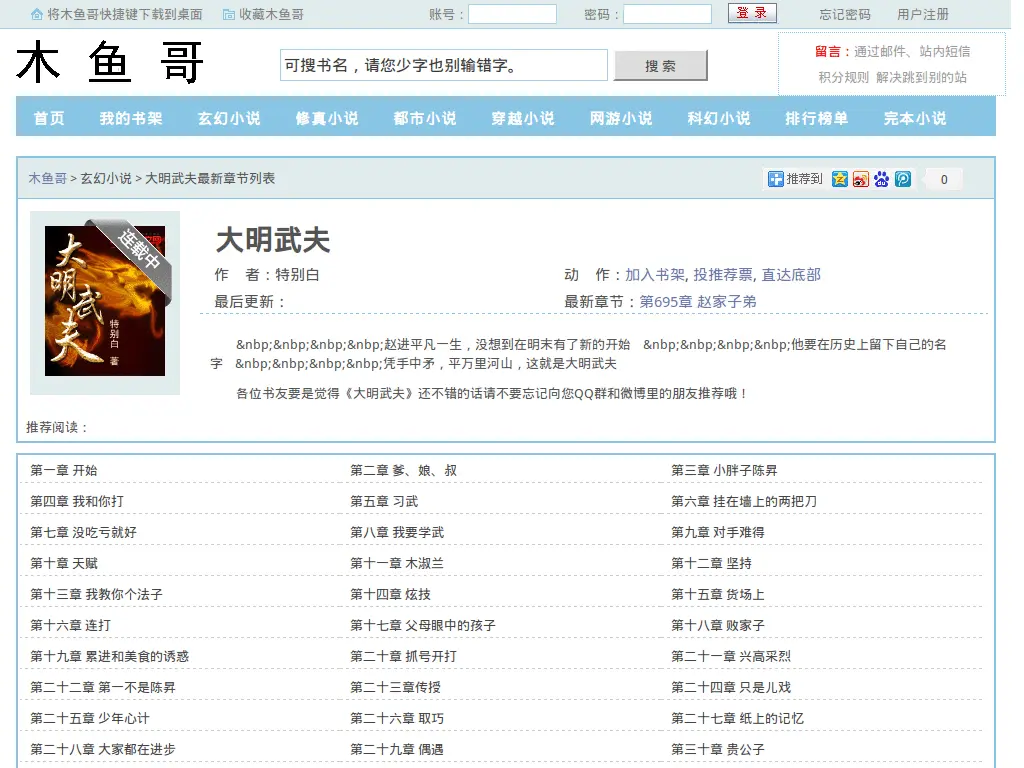 将木鱼哥快捷键下载到桌面 收藏木鱼哥 账号： 密码： 登 录 忘记密码 用户注册
木 鱼 哥
可搜书名，请您少字也别输错字。 搜 索
留言：通过邮件、站内短信
积分规则 解决跳到别的站
首页 我的书架 玄幻小说 修真小说 都市小说 穿越小说 网游小说 科幻小说 排行榜单 完本小说
木鱼哥 > 玄幻小说 > 大明武夫最新章节列表 推荐到 0
连载中
大明武夫
特别白 著
大明武夫
作 者：特别白 动 作：加入书架, 投推荐票, 直达底部
最后更新： 最新章节：第695章 赵家子弟
&nbp;&nbp;&nbp;&nbp;赵进平凡一生，没想到在明末有了新的开始 &nbp;&nbp;&nbp;&nbp;他要在历史上留下自己的名
字 &nbp;&nbp;&nbp;&nbp;凭手中矛，平万里河山，这就是大明武夫
各位书友要是觉得《大明武夫》还不错的话请不要忘记向您QQ群和微博里的朋友推荐哦！
推荐阅读：
第一章 开始 第二章 爹、娘、叔 第三章 小胖子陈昇
第四章 我和你打 第五章 习武 第六章 挂在墙上的两把刀
第七章 没吃亏就好 第八章 我要学武 第九章 对手难得
第十章 天赋 第十一章 木淑兰 第十二章 坚持
第十三章 我教你个法子 第十四章 炫技 第十五章 货场上
第十六章 连打 第十七章 父母眼中的孩子 第十八章 败家子
第十九章 累进和美食的诱惑 第二十章 抓号开打 第二十一章 兴高采烈
第二十二章 第一不是陈昇 第二十三章传授 第二十四章 只是儿戏
第二十五章 少年心计 第二十六章 取巧 第二十七章 纸上的记忆
第二十八章 大家都在进步 第二十九章 偶遇 第三十章 贵公子